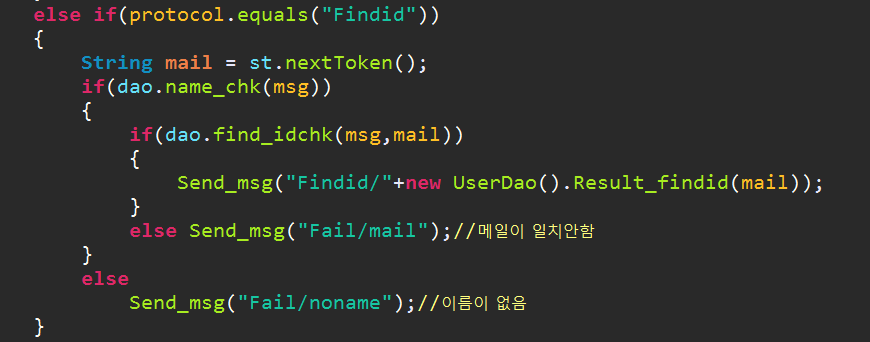 else if(protocol.equals("Findid"))
{
String mail = st.nextToken();
if(dao.name_chk(msg))
{
if(dao.find_idchk(msg,mail))
{
Send_msg("Findid/"+new UserDao().Result_findid(mail));
}
else Send_msg("Fail/mail");//메일이 일치안함
}
else
Send_msg("Fail/noname");//이름이 없음
}